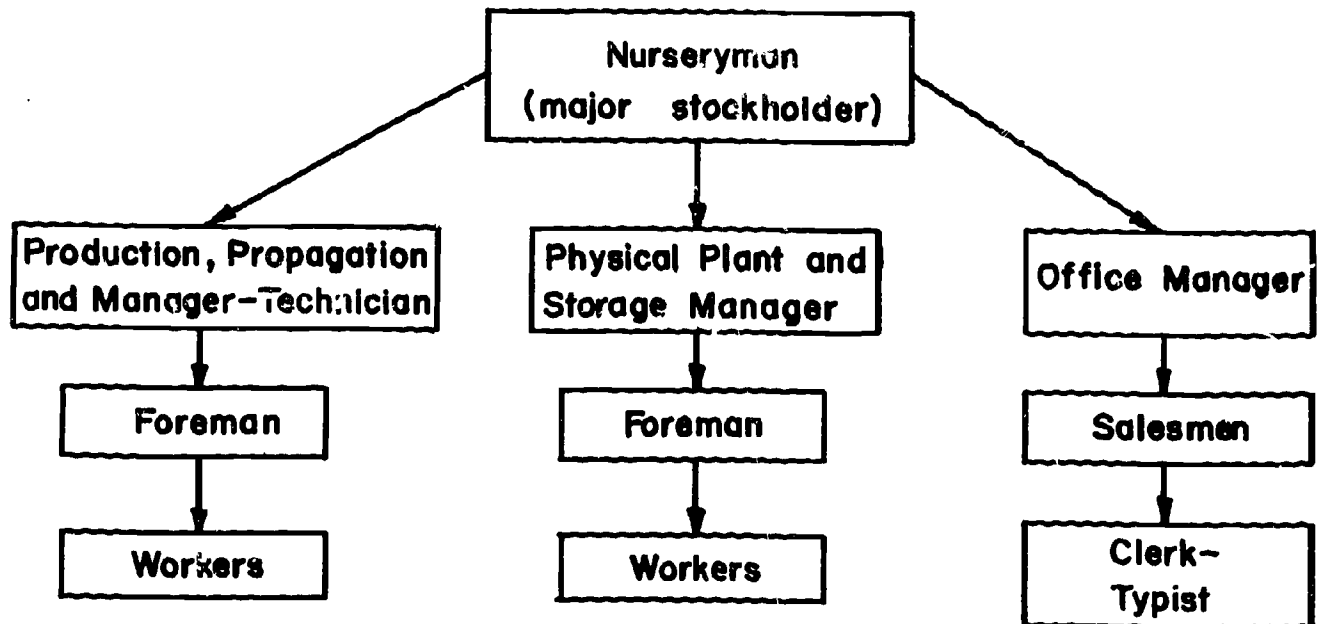 Nurseryman
(major stockholder)
Production, Propagation
and Manager-Technician
Physical Plant and
Storage Manager
Office Manager
Foreman
Foreman
Salesmen
Workers
Workers
Clerk-
Typist